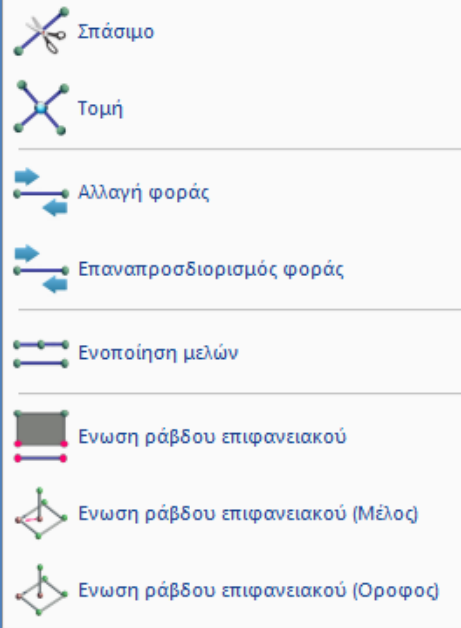 Σπάσιμο
Τομή
Αλλαγή φοράς
Επαναπροσδιορισμός φοράς
Ενοποίηση μελών
Ενωση ράβδου επιφανειακού
Ενωση ράβδου επιφανειακού (Μέλος)
Ενωση ράβδου επιφανειακού (Οροφος)